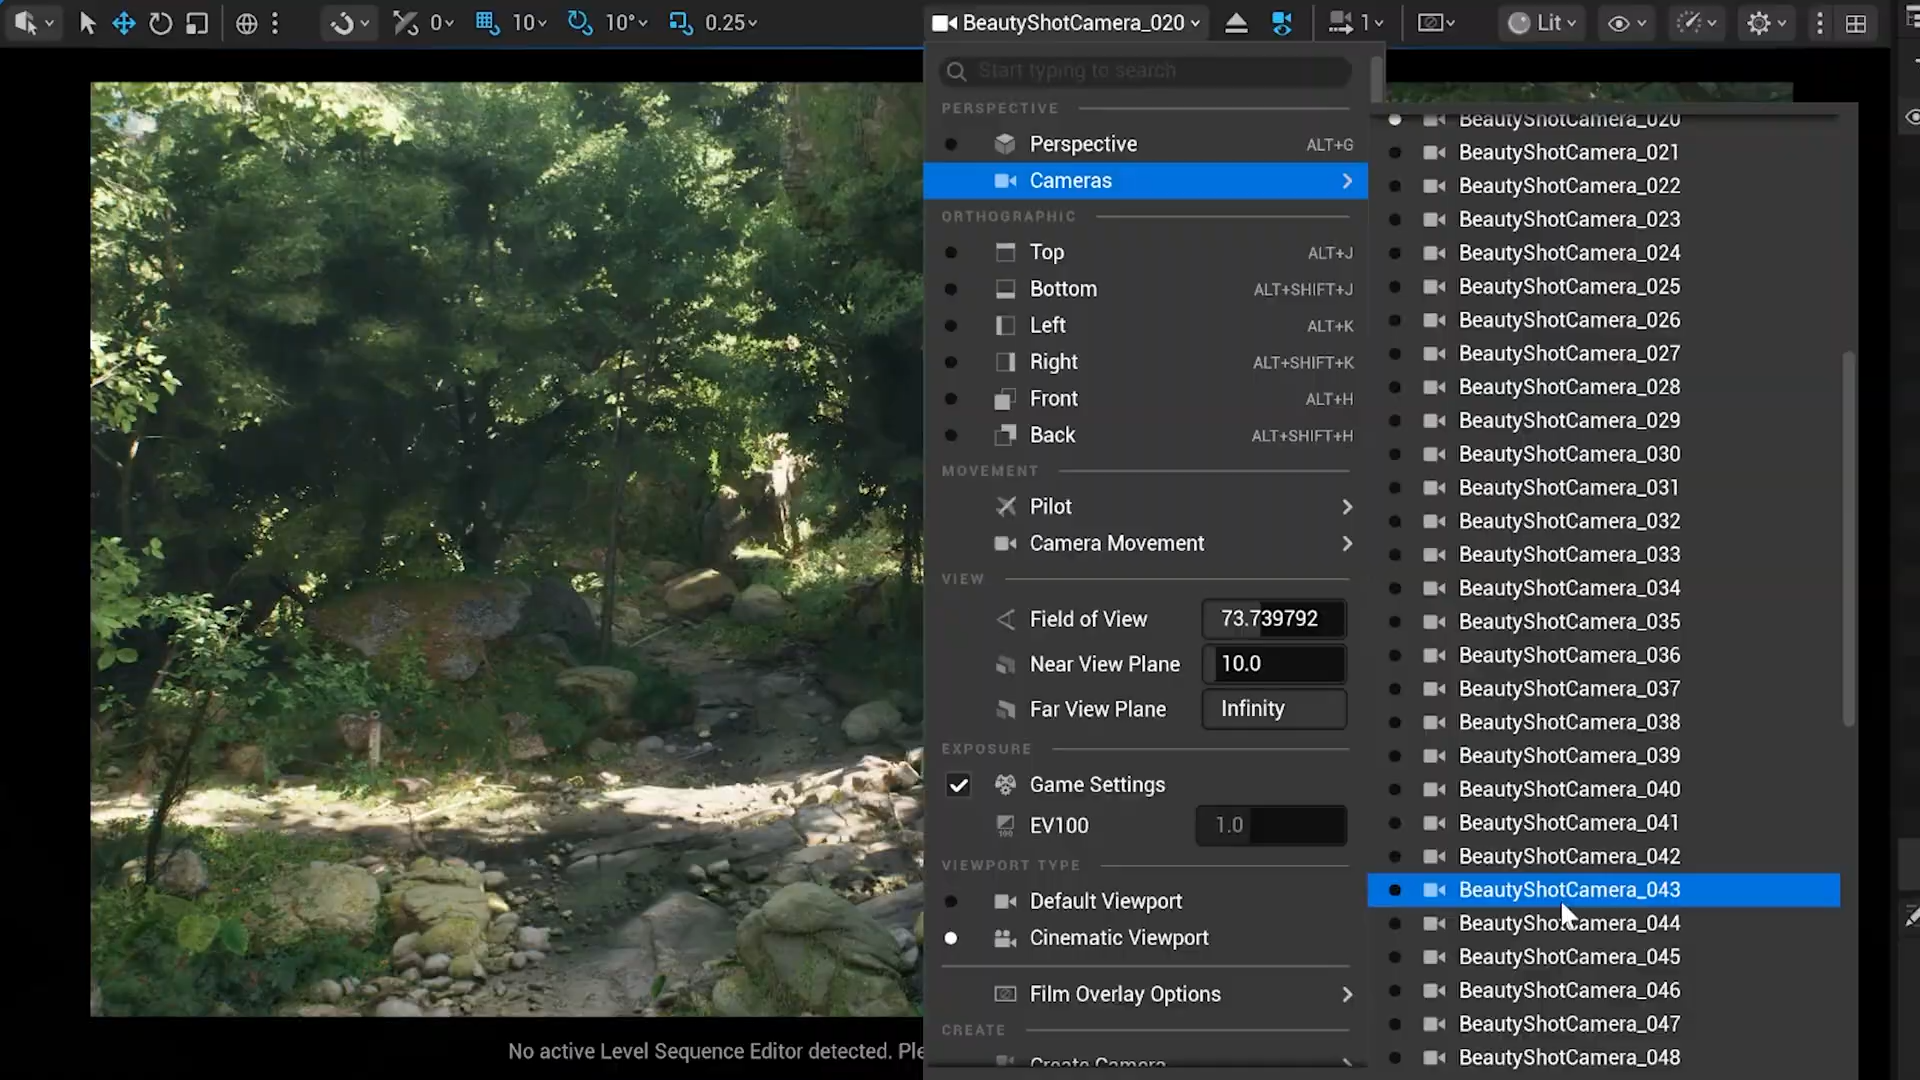 0
10
10°
0.25
BeautyShotCamera_020
1
Lit
Start typing to search
PERSPECTIVE
Perspective ALT+G
Cameras
ORTHOGRAPHIC
Top ALT+J
Bottom ALT+SHIFT+J
Left ALT+K
Right ALT+SHIFT+K
Front ALT+H
Back ALT+SHIFT+H
MOVEMENT
Pilot
Camera Movement
VIEW
Field of View 73.739792
Near View Plane 10.0
Far View Plane Infinity
EXPOSURE
Game Settings
EV100 1.0
VIEWPORT TYPE
Default Viewport
Cinematic Viewport
Film Overlay Options
CREATE
Create Camera
BeautyShotCamera_020
BeautyShotCamera_021
BeautyShotCamera_022
BeautyShotCamera_023
BeautyShotCamera_024
BeautyShotCamera_025
BeautyShotCamera_026
BeautyShotCamera_027
BeautyShotCamera_028
BeautyShotCamera_029
BeautyShotCamera_030
BeautyShotCamera_031
BeautyShotCamera_032
BeautyShotCamera_033
BeautyShotCamera_034
BeautyShotCamera_035
BeautyShotCamera_036
BeautyShotCamera_037
BeautyShotCamera_038
BeautyShotCamera_039
BeautyShotCamera_040
BeautyShotCamera_041
BeautyShotCamera_042
BeautyShotCamera_043
BeautyShotCamera_044
BeautyShotCamera_045
BeautyShotCamera_046
BeautyShotCamera_047
BeautyShotCamera_048
No active Level Sequence Editor detected. Ple